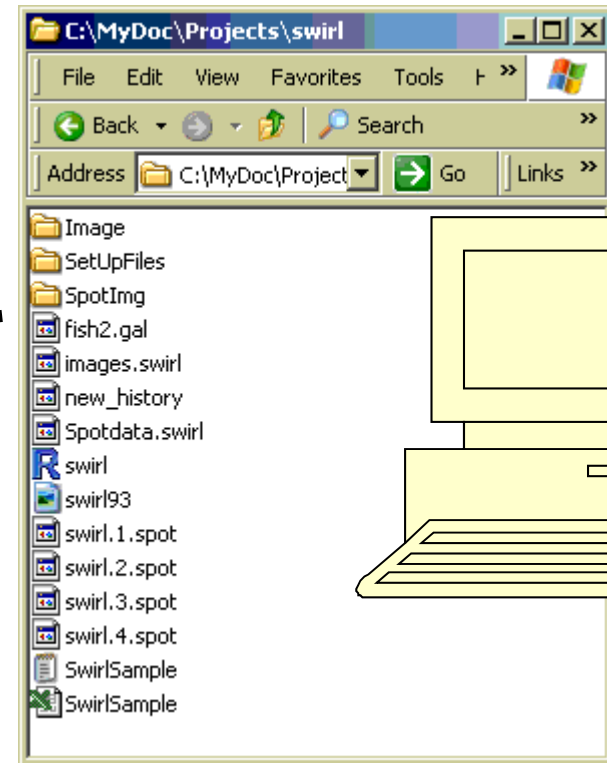 C:\MyDoc\Projects\swirl
File Edit View Favorites Tools H »
Back Search »
Address C:\MyDoc\Project Go Links »
Image
SetUpFiles
SpotImg
fish2.gal
images.swirl
new_history
Spotdata.swirl
swirl
swirl93
swirl.1.spot
swirl.2.spot
swirl.3.spot
swirl.4.spot
SwirlSample
SwirlSample